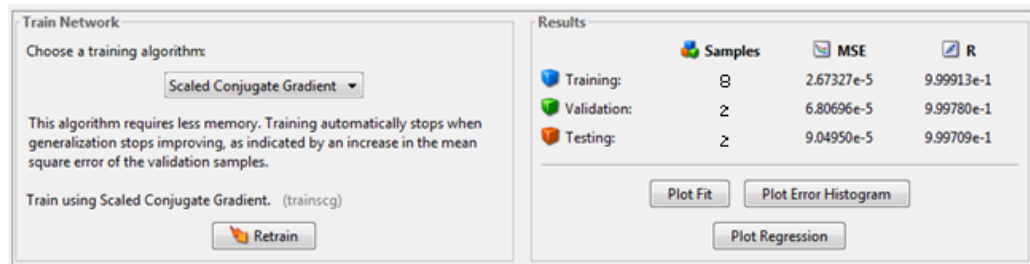 Train Network
Choose a training algorithm:
Scaled Conjugate Gradient
This algorithm requires less memory. Training automatically stops when
generalization stops improving, as indicated by an increase in the mean
square error of the validation samples.
Train using Scaled Conjugate Gradient. (trainscg)
Retrain
Results
Samples MSE R
Training: 8 2.67327e-5 9.99913e-1
Validation: 2 6.80696e-5 9.99780e-1
Testing: 2 9.04950e-5 9.99709e-1
Plot Fit Plot Error Histogram
Plot Regression